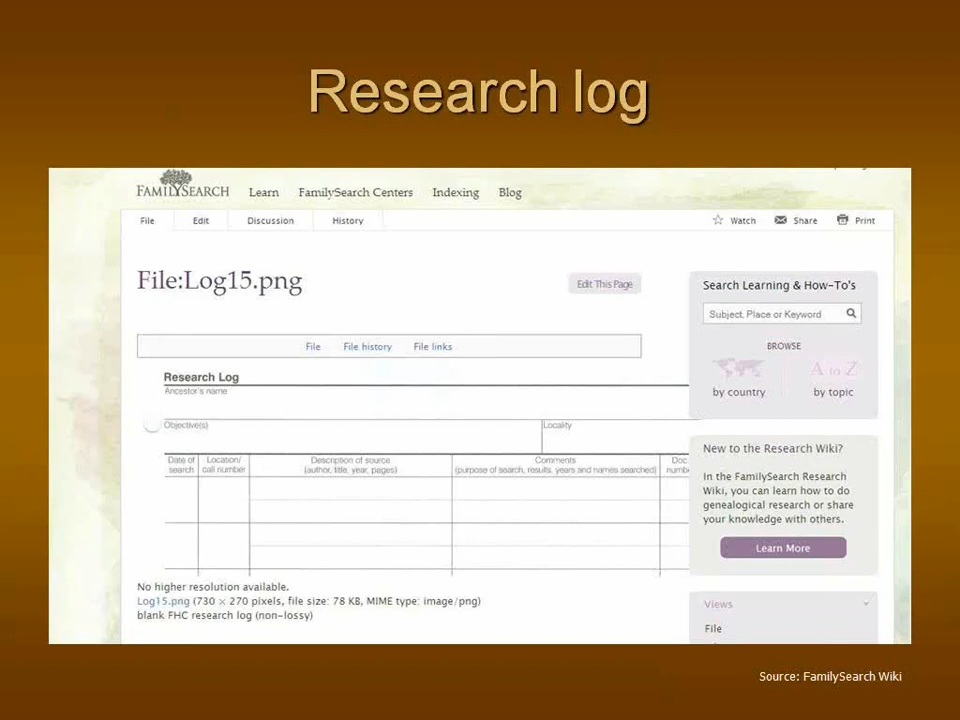 Research log
FAMILYSEARCH
Learn FamilySearch Centers Indexing Blog
File Edit Discussion History
Watch Share Print
File:Log15.png
Edit This Page
File File history File links
Research Log
Ancestor's name
Objective(s) Locality
Date of search Location/ call number Description of source (author, title, year, pages) Comments (purpose of search, results, years and names searched) Doc.
No higher resolution available.
Log15.png (730 × 270 pixels, file size: 78 KB, MIME type: image/png)
blank FHC research log (non-lossy)
Search Learning & How-To's
Subject, Place or Keyword
BROWSE
A to Z
by country by topic
New to the Research Wiki?
In the FamilySearch Research
Wiki, you can learn how to do
genealogical research or share
your knowledge with others.
Learn More
Views
File
Source: FamilySearch Wiki